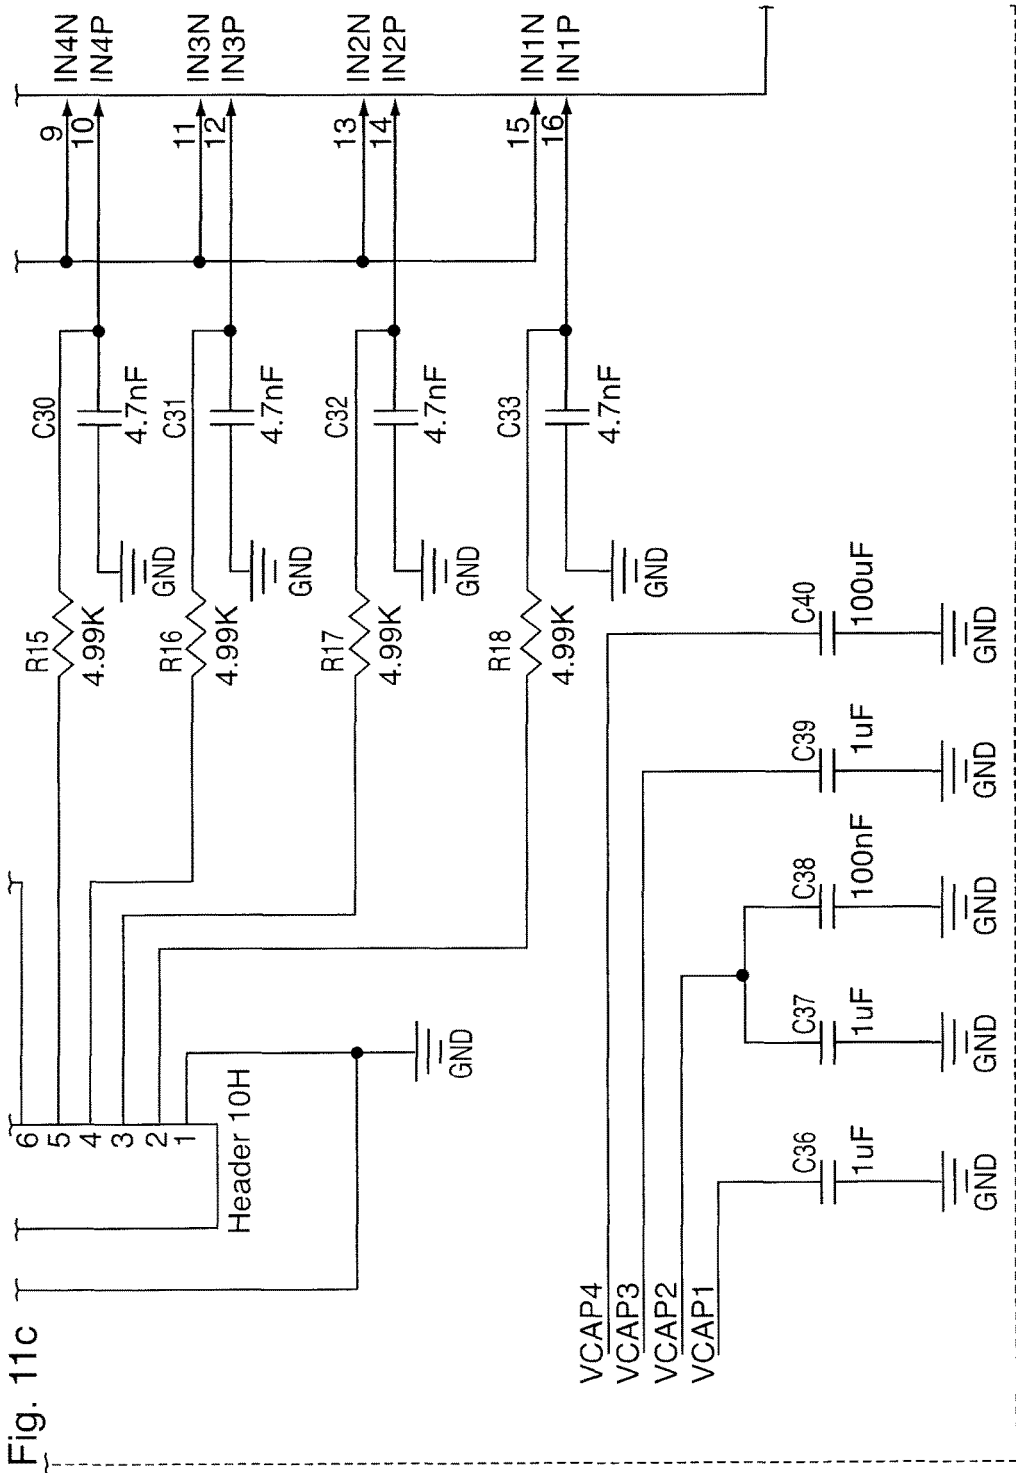 Fig. 11c
6
5
4
3
2
1
Header 10H
GND
R15
4.99K
R16
4.99K
R17
4.99K
R18
4.99K
C30
4.7nF
GND
C31
4.7nF
GND
C32
4.7nF
GND
C33
4.7nF
GND
9
10
11
12
13
14
15
16
IN4N
IN4P
IN3N
IN3P
IN2N
IN2P
IN1N
IN1P
VCAP4
VCAP3
VCAP2
VCAP1
C36
1uF
GND
C37
1uF
GND
C38
100nF
GND
C39
1uF
GND
C40
100uF
GND